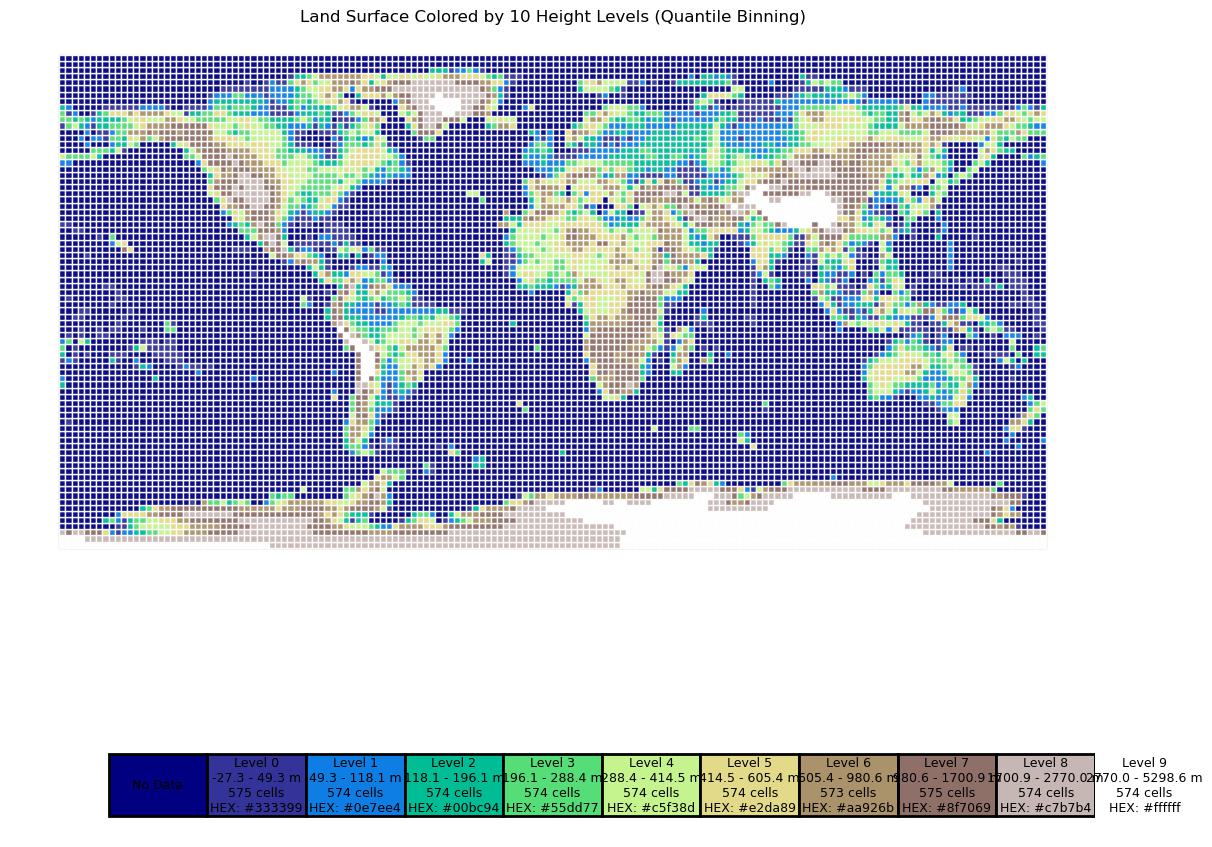 Land Surface Colored by 10 Height Levels (Quantile Binning)
No Data
Level 0
-27.3 - 49.3 m
575 cells
HEX: #333399
Level 1
49.3 - 118.1 m
574 cells
HEX: #0e7ee4
Level 2
118.1 - 196.1 m
574 cells
HEX: #00bc94
Level 3
196.1 - 288.4 m
574 cells
HEX: #55dd77
Level 4
288.4 - 414.5 m
574 cells
HEX: #c5f38d
Level 5
414.5 - 605.4 m
574 cells
HEX: #e2da89
Level 6
605.4 - 980.6 m
573 cells
HEX: #aa926b
Level 7
980.6 - 1700.9 m
575 cells
HEX: #8f7069
Level 8
1700.9 - 2770.0 m
574 cells
HEX: #c7b7b4
Level 9
2770.0 - 5298.6 m
574 cells
HEX: #ffffff